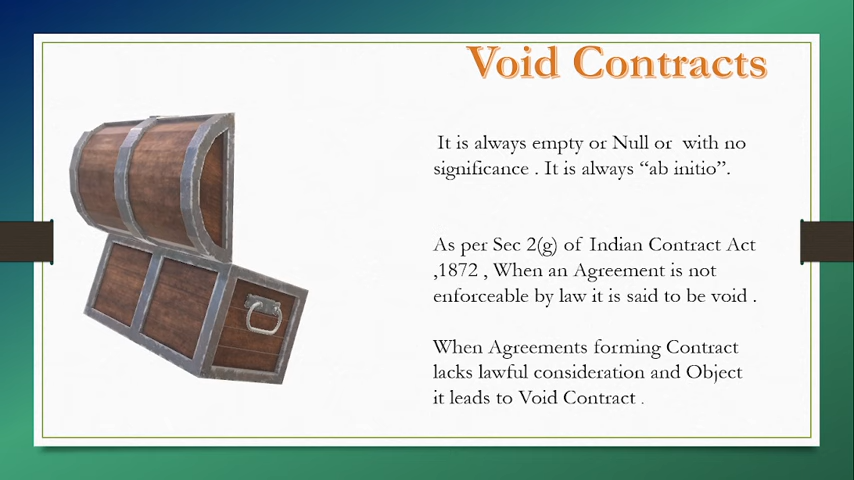 Void Contracts
It is always empty or Null or with no
significance . It is always “ab initio”.
As per Sec 2(g) of Indian Contract Act
,1872 , When an Agreement is not
enforceable by law it is said to be void .
When Agreements forming Contract
lacks lawful consideration and Object
it leads to Void Contract .